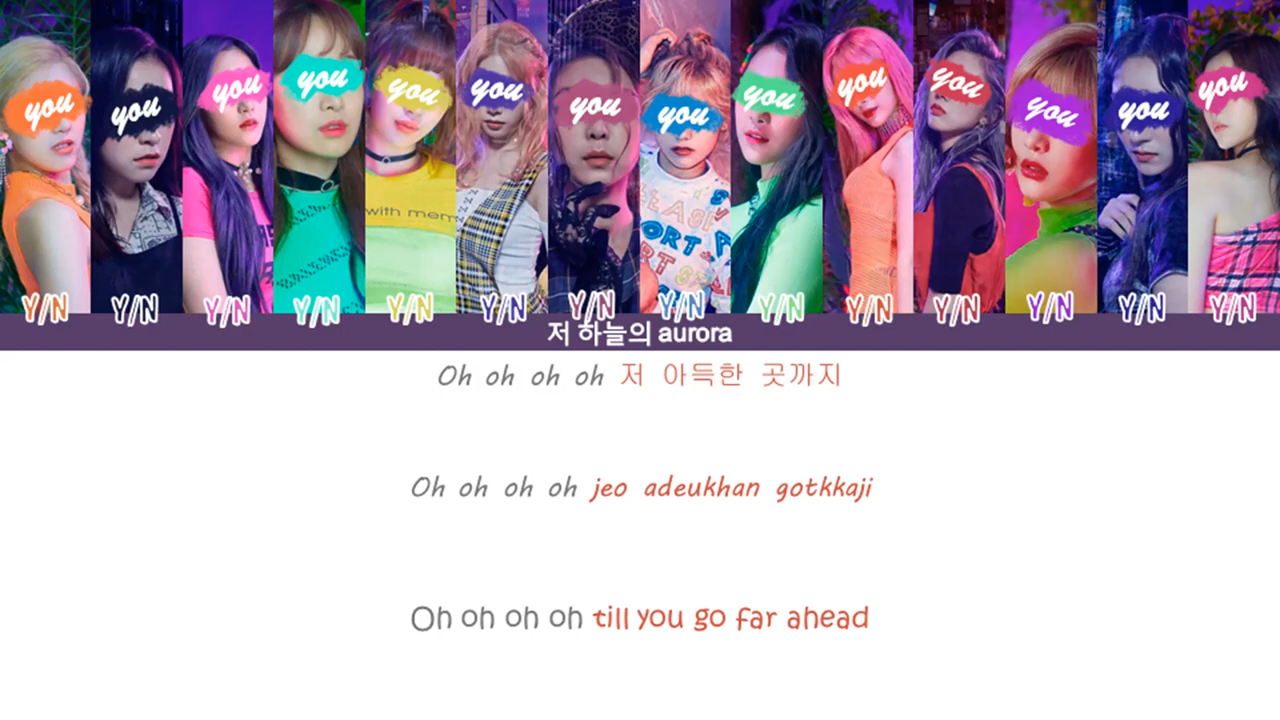 you you you you you you you you you you you you you you
with mem
Y/N Y/N Y/N Y/N Y/N Y/N Y/N Y/N Y/N Y/N Y/N Y/N Y/N Y/N
저 하늘의 aurora
Oh oh oh oh 저 아득한 곳까지
Oh oh oh oh jeo adeukhan gotkkaji
Oh oh oh oh till you go far ahead